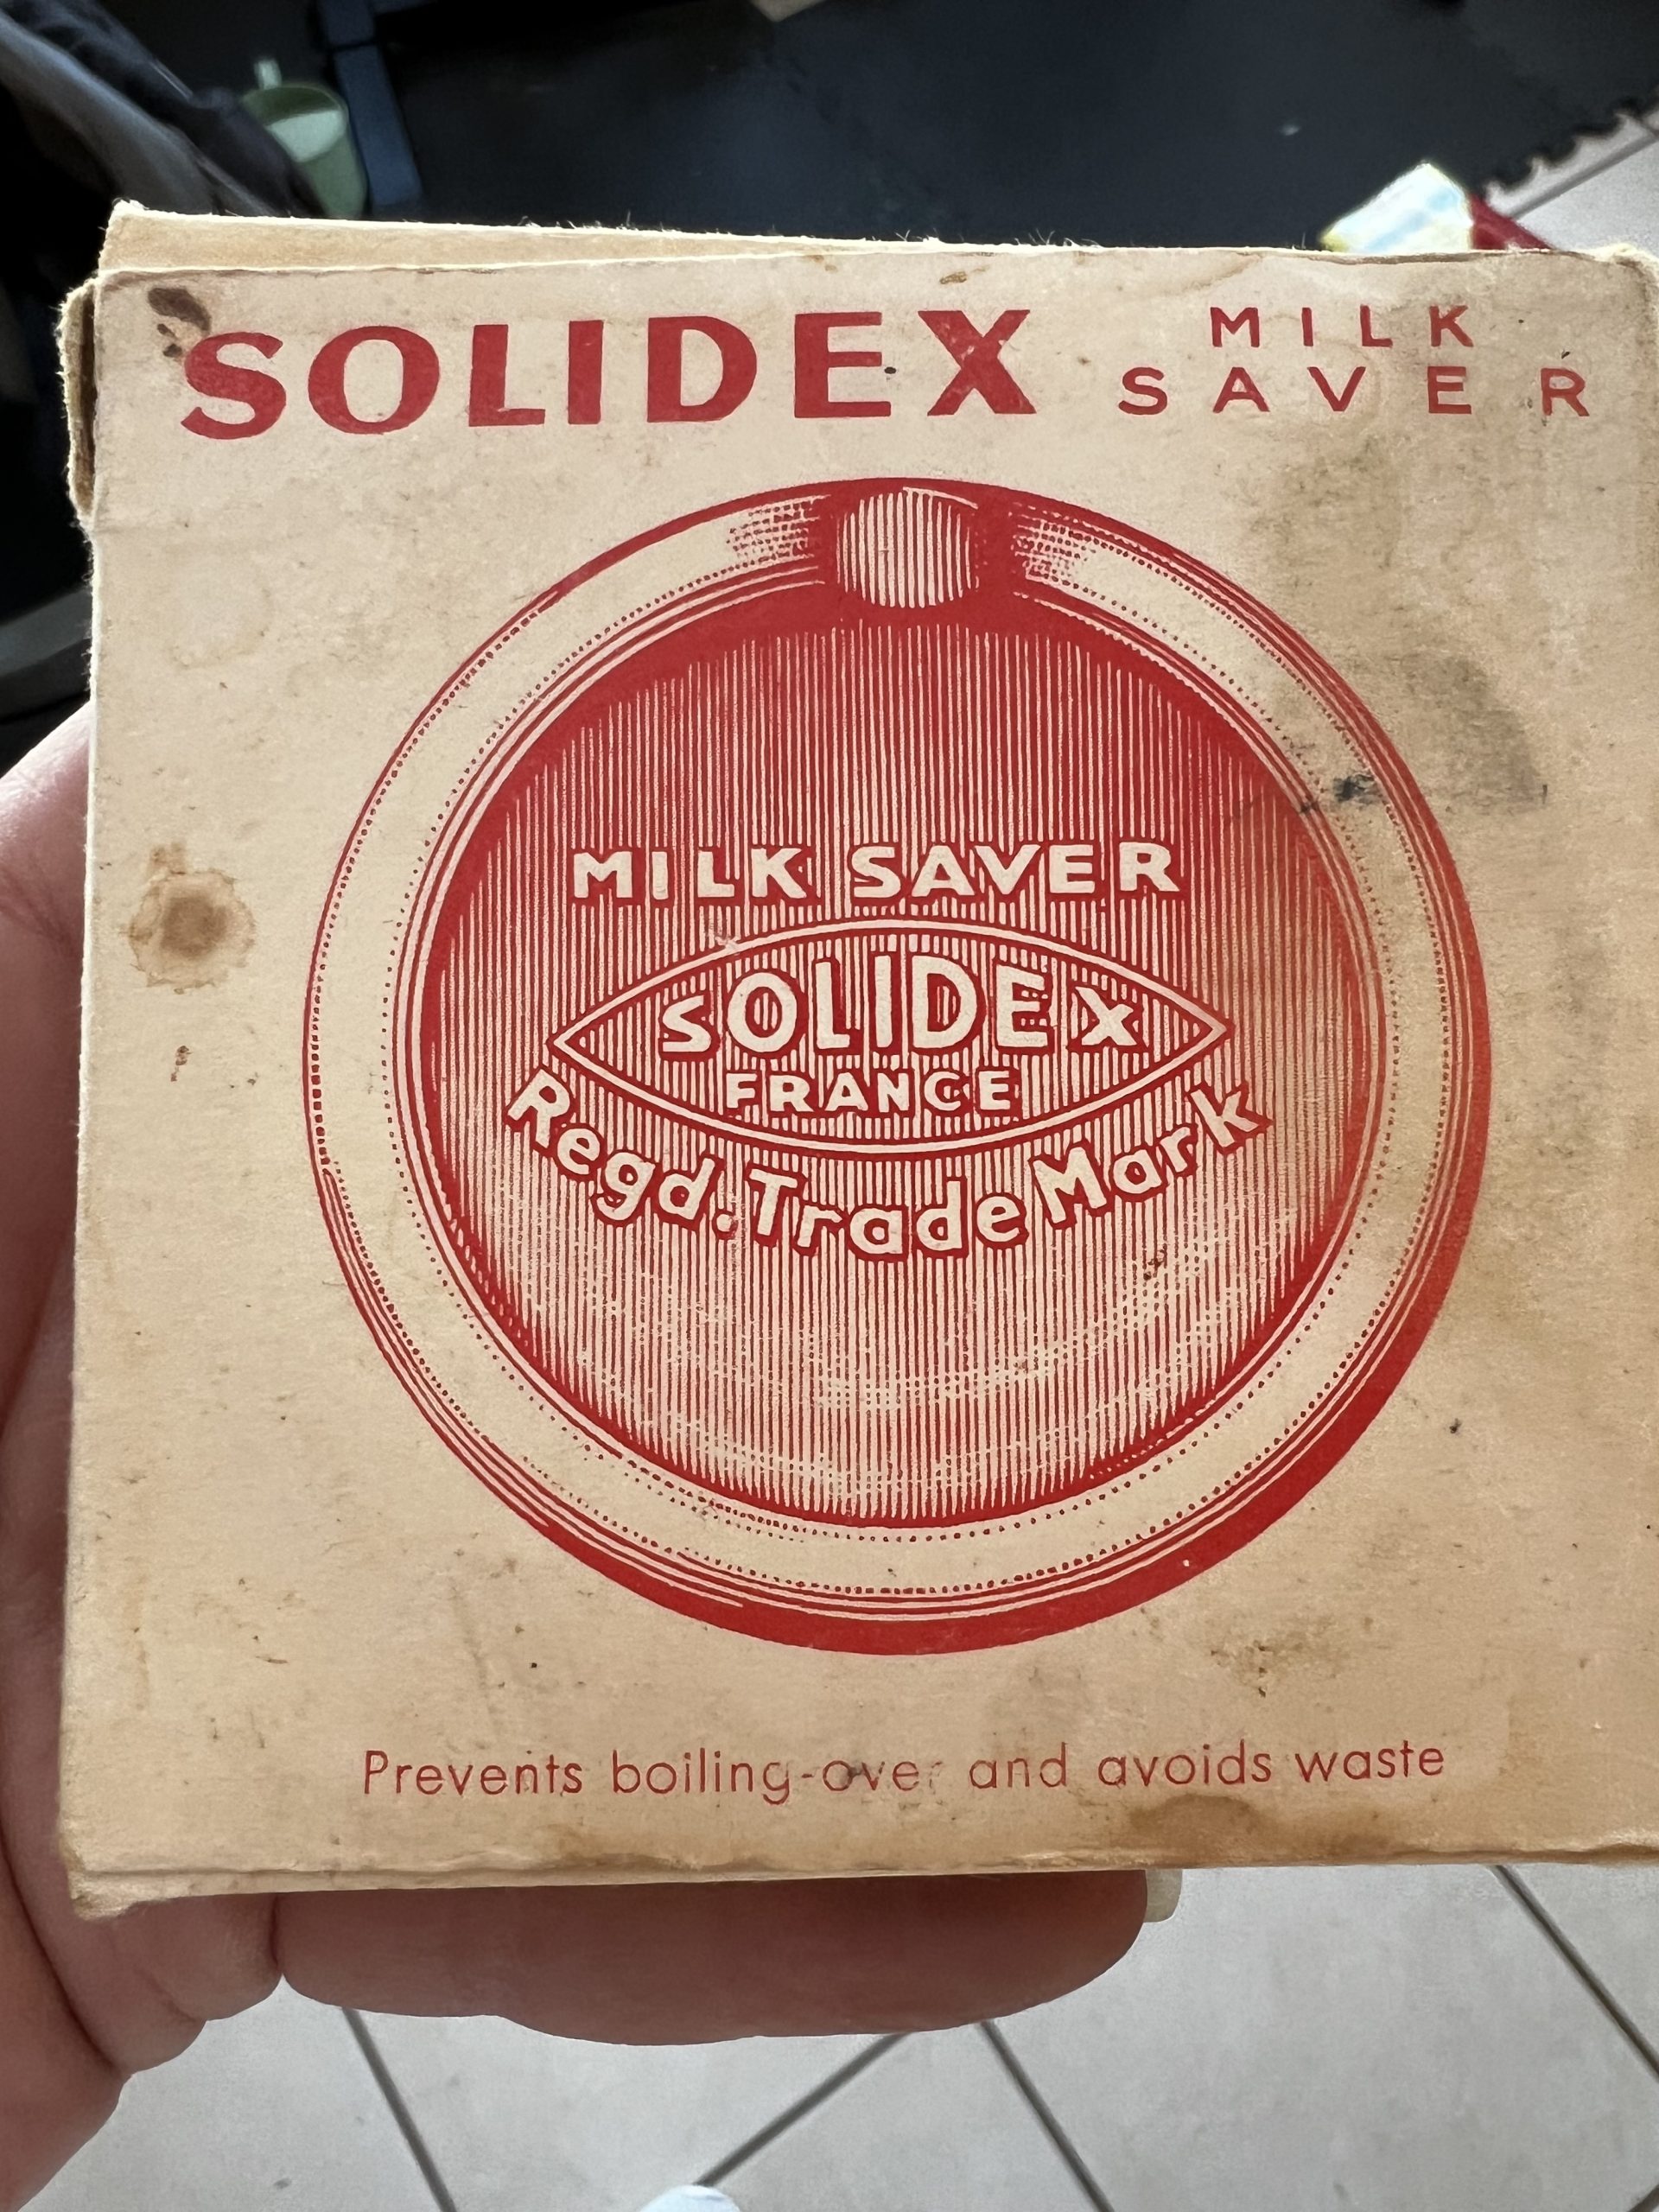 SOLIDEX MILK
SAVER
MILK SAVER
SOLIDEX
FRANCE
Regd. Trade Mark
Prevents boiling-over and avoids waste